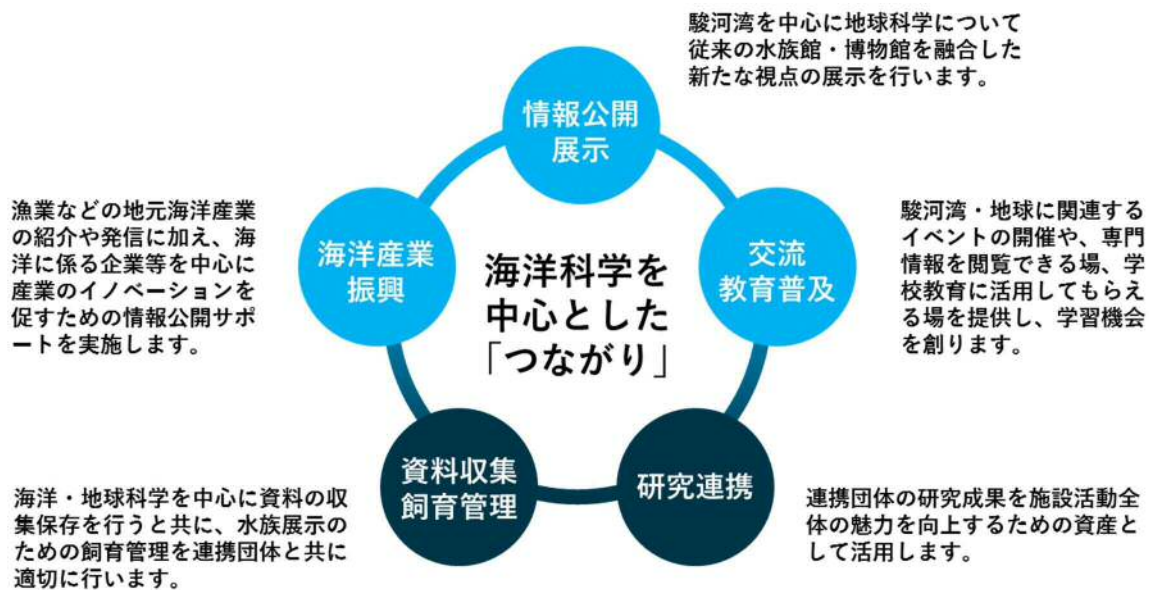 駿河湾を中心に地球科学について
従来の水族館・博物館を融合した
新たな視点の展示を行います。
情報公開
展示
漁業などの地元海洋産業
の紹介や発信に加え、海
洋に係る企業等を中心に
産業のイノベーションを
促すための情報公開サポ
ートを実施します。
海洋産業
振興
海洋科学を
中心とした
「つながり」
交流
教育普及
駿河湾・地球に関連する
イベントの開催や、専門
情報を閲覧できる場、学
校教育に活用してもらえ
る場を提供し、学習機会
を創ります。
資料収集
飼育管理
研究連携
海洋・地球科学を中心に資料の収
集保存を行うと共に、水族展示の
ための飼育管理を連携団体と共に
適切に行います。
連携団体の研究成果を施設活動全
体の魅力を向上するための資産と
して活用します。